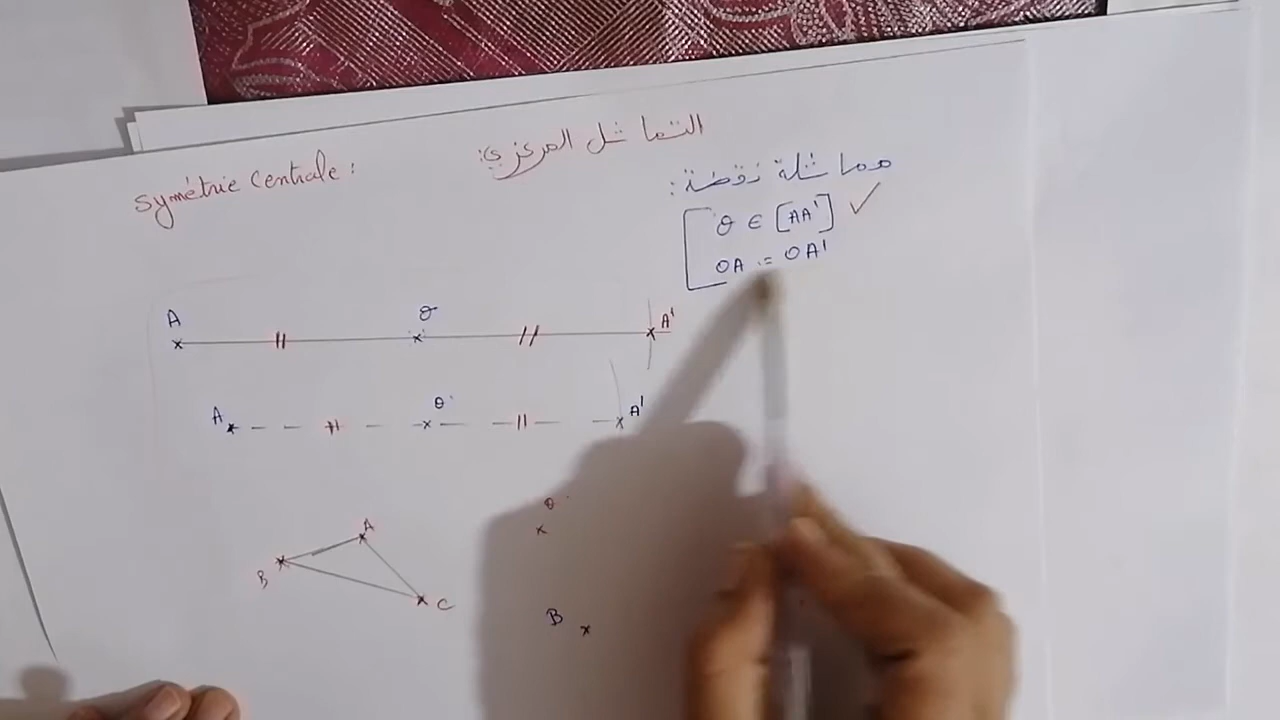 Symétrie Centrale :
التماثل المركزي:
مماثلة نقطة :
O ∈ [AA']
OA = OA'
A O A'
A O A'
A O
B C
B